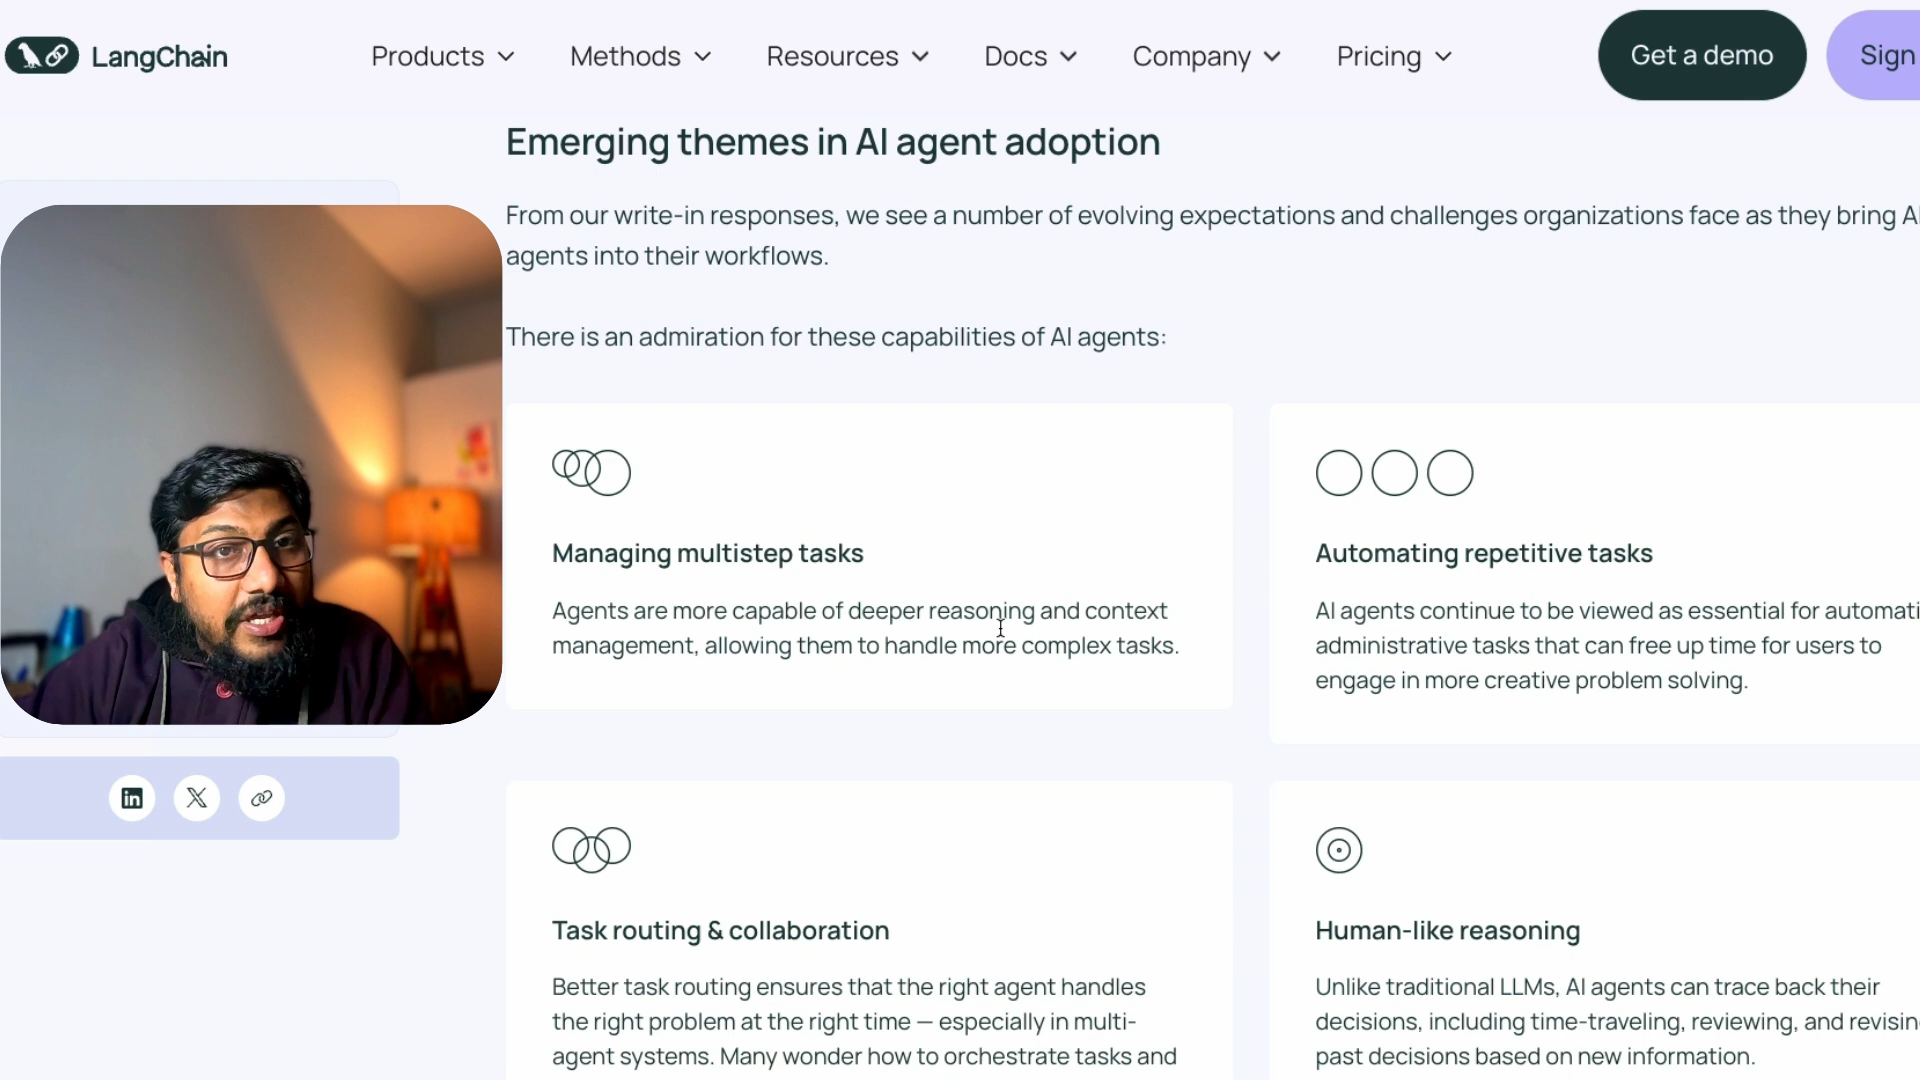 LangChain
Products
Methods
Resources
Docs
Company
Pricing
Get a demo
Sign
Emerging themes in AI agent adoption
From our write-in responses, we see a number of evolving expectations and challenges organizations face as they bring AI
agents into their workflows.
There is an admiration for these capabilities of AI agents:
Managing multistep tasks
Agents are more capable of deeper reasoning and context
management, allowing them to handle more complex tasks.
Automating repetitive tasks
AI agents continue to be viewed as essential for automati
administrative tasks that can free up time for users to
engage in more creative problem solving.
Task routing & collaboration
Better task routing ensures that the right agent handles
the right problem at the right time — especially in multi-
agent systems. Many wonder how to orchestrate tasks and
Human-like reasoning
Unlike traditional LLMs, AI agents can trace back their
decisions, including time-traveling, reviewing, and revisin
past decisions based on new information.
in
X